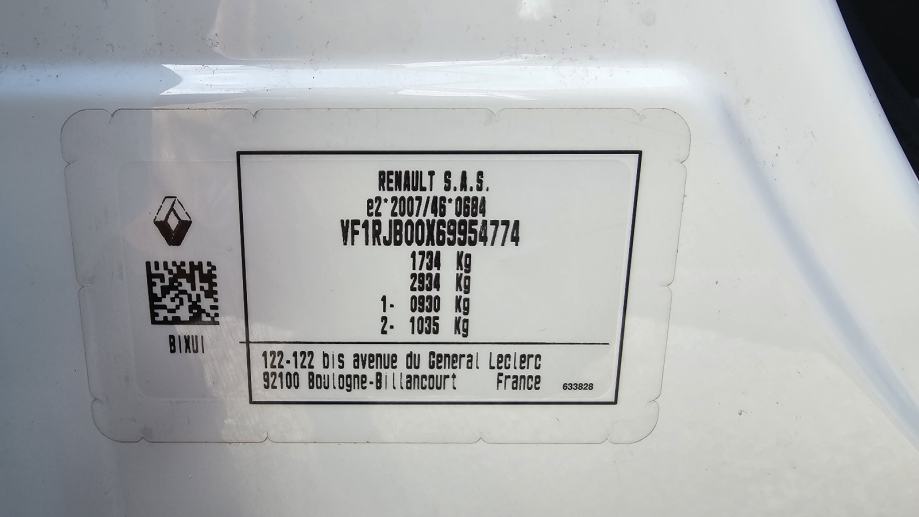 RENAULT S.A.S.
e2*2007/46*0684
VF1RJB00X69954774
1734 Kg
2934 Kg
1- 0930 Kg
2- 1035 Kg
BIXUI
122-122 bis avenue du General Leclerc
92100 Boulogne-Billancourt France 633828